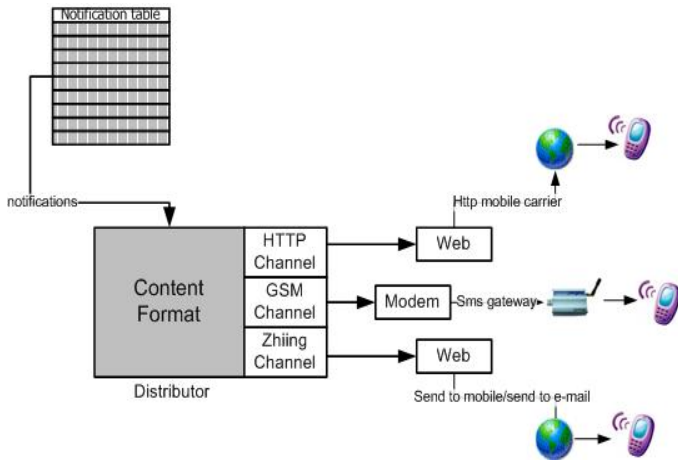 Notification table
notifications
Http mobile carrier
HTTP
Channel
Web
Content
Format
GSM
Channel
Modem
Sms gateway
Zhiing
Channel
Web
Distributor
Send to mobile/send to e-mail